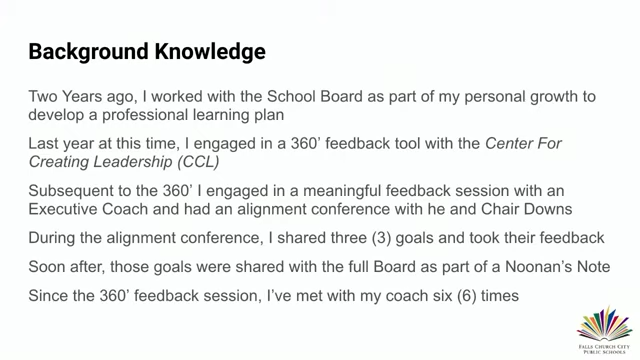 Background Knowledge
Two Years ago, I worked with the School Board as part of my personal growth to
develop a professional learning plan
Last year at this time, I engaged in a 360’ feedback tool with the Center For
Creating Leadership (CCL)
Subsequent to the 360’ I engaged in a meaningful feedback session with an
Executive Coach and had an alignment conference with he and Chair Downs
During the alignment conference, I shared three (3) goals and took their feedback
Soon after, those goals were shared with the full Board as part of a Noonan’s Note
Since the 360’ feedback session, I’ve met with my coach six (6) times
FALLS CHURCH CITY
PUBLIC SCHOOLS